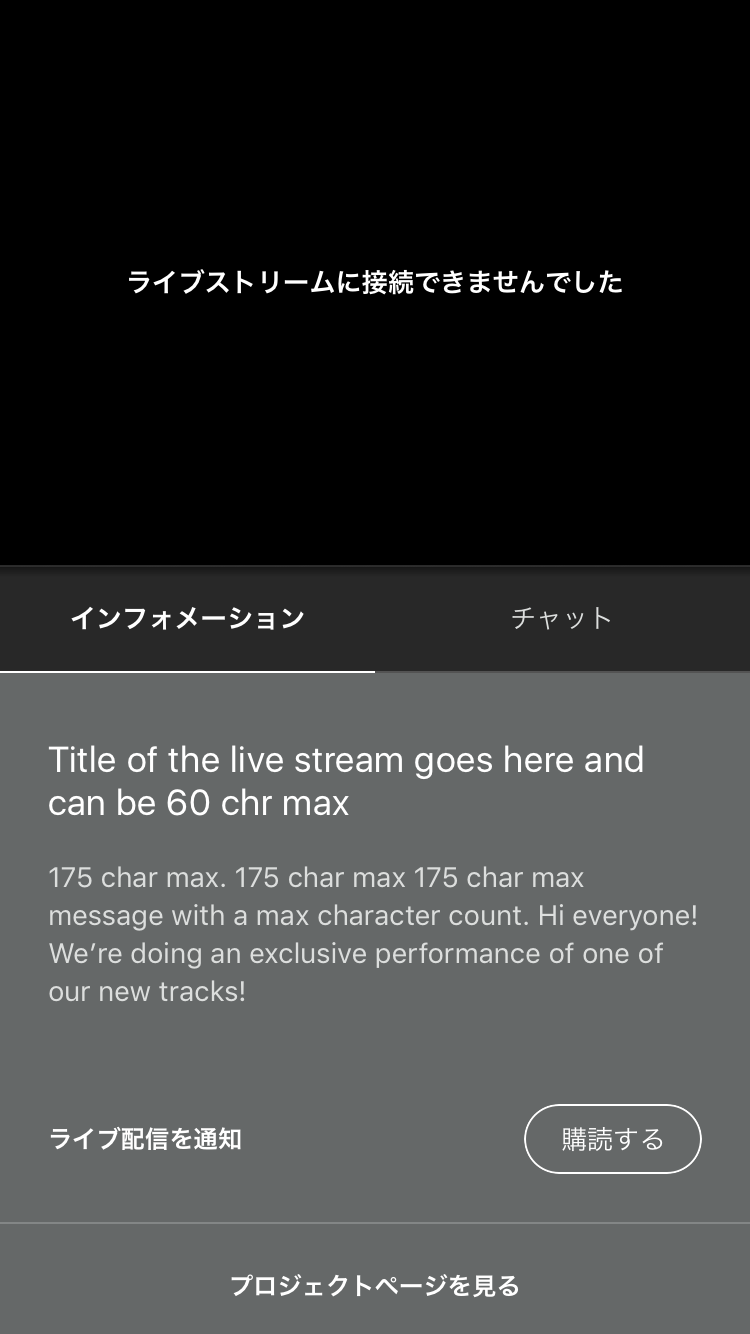 ライブストリームに接続できませんでした
インフォメーション
チャット
Title of the live stream goes here and
can be 60 chr max
175 char max. 175 char max 175 char max
message with a max character count. Hi everyone!
We’re doing an exclusive performance of one of
our new tracks!
ライブ配信を通知
購読する
プロジェクトページを見る